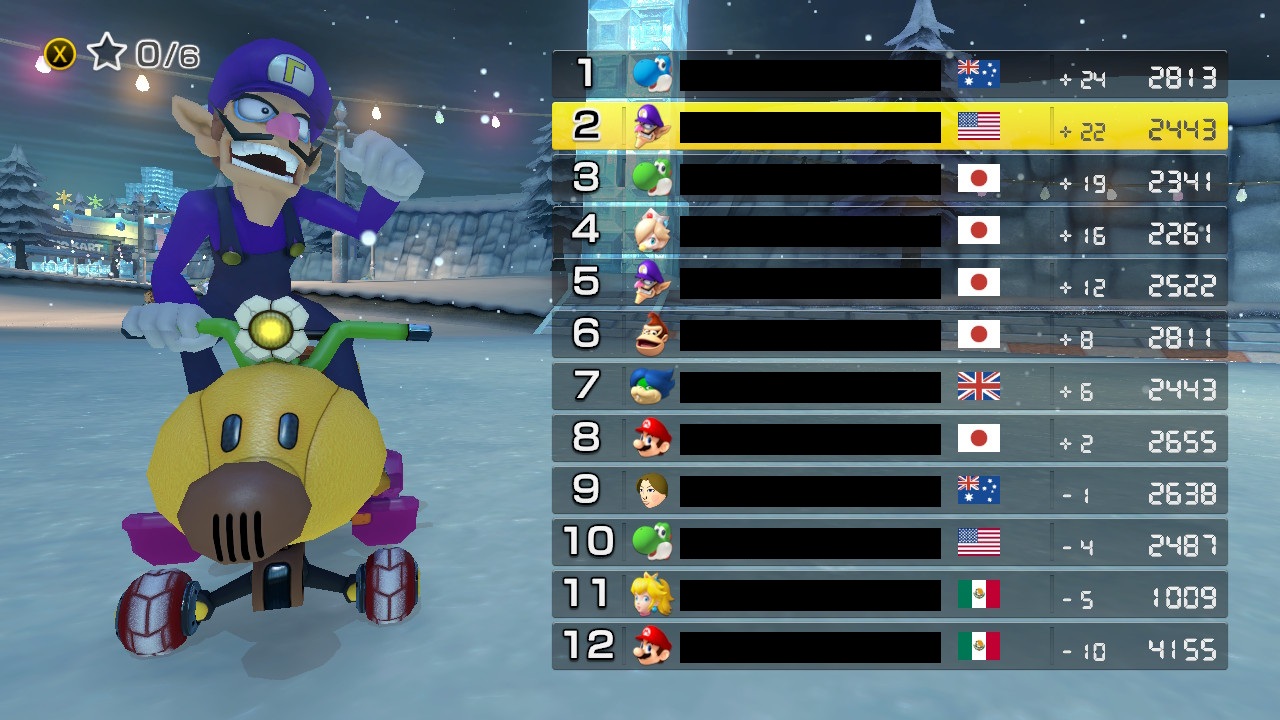 X 0/6
1 + 24 2813
2 + 22 2443
3 + 19 2341
4 + 16 2261
5 + 12 2522
6 + 8 2811
7 + 6 2443
8 + 2 2655
9 - 1 2638
10 - 4 2487
11 - 5 1009
12 - 10 4155
KART